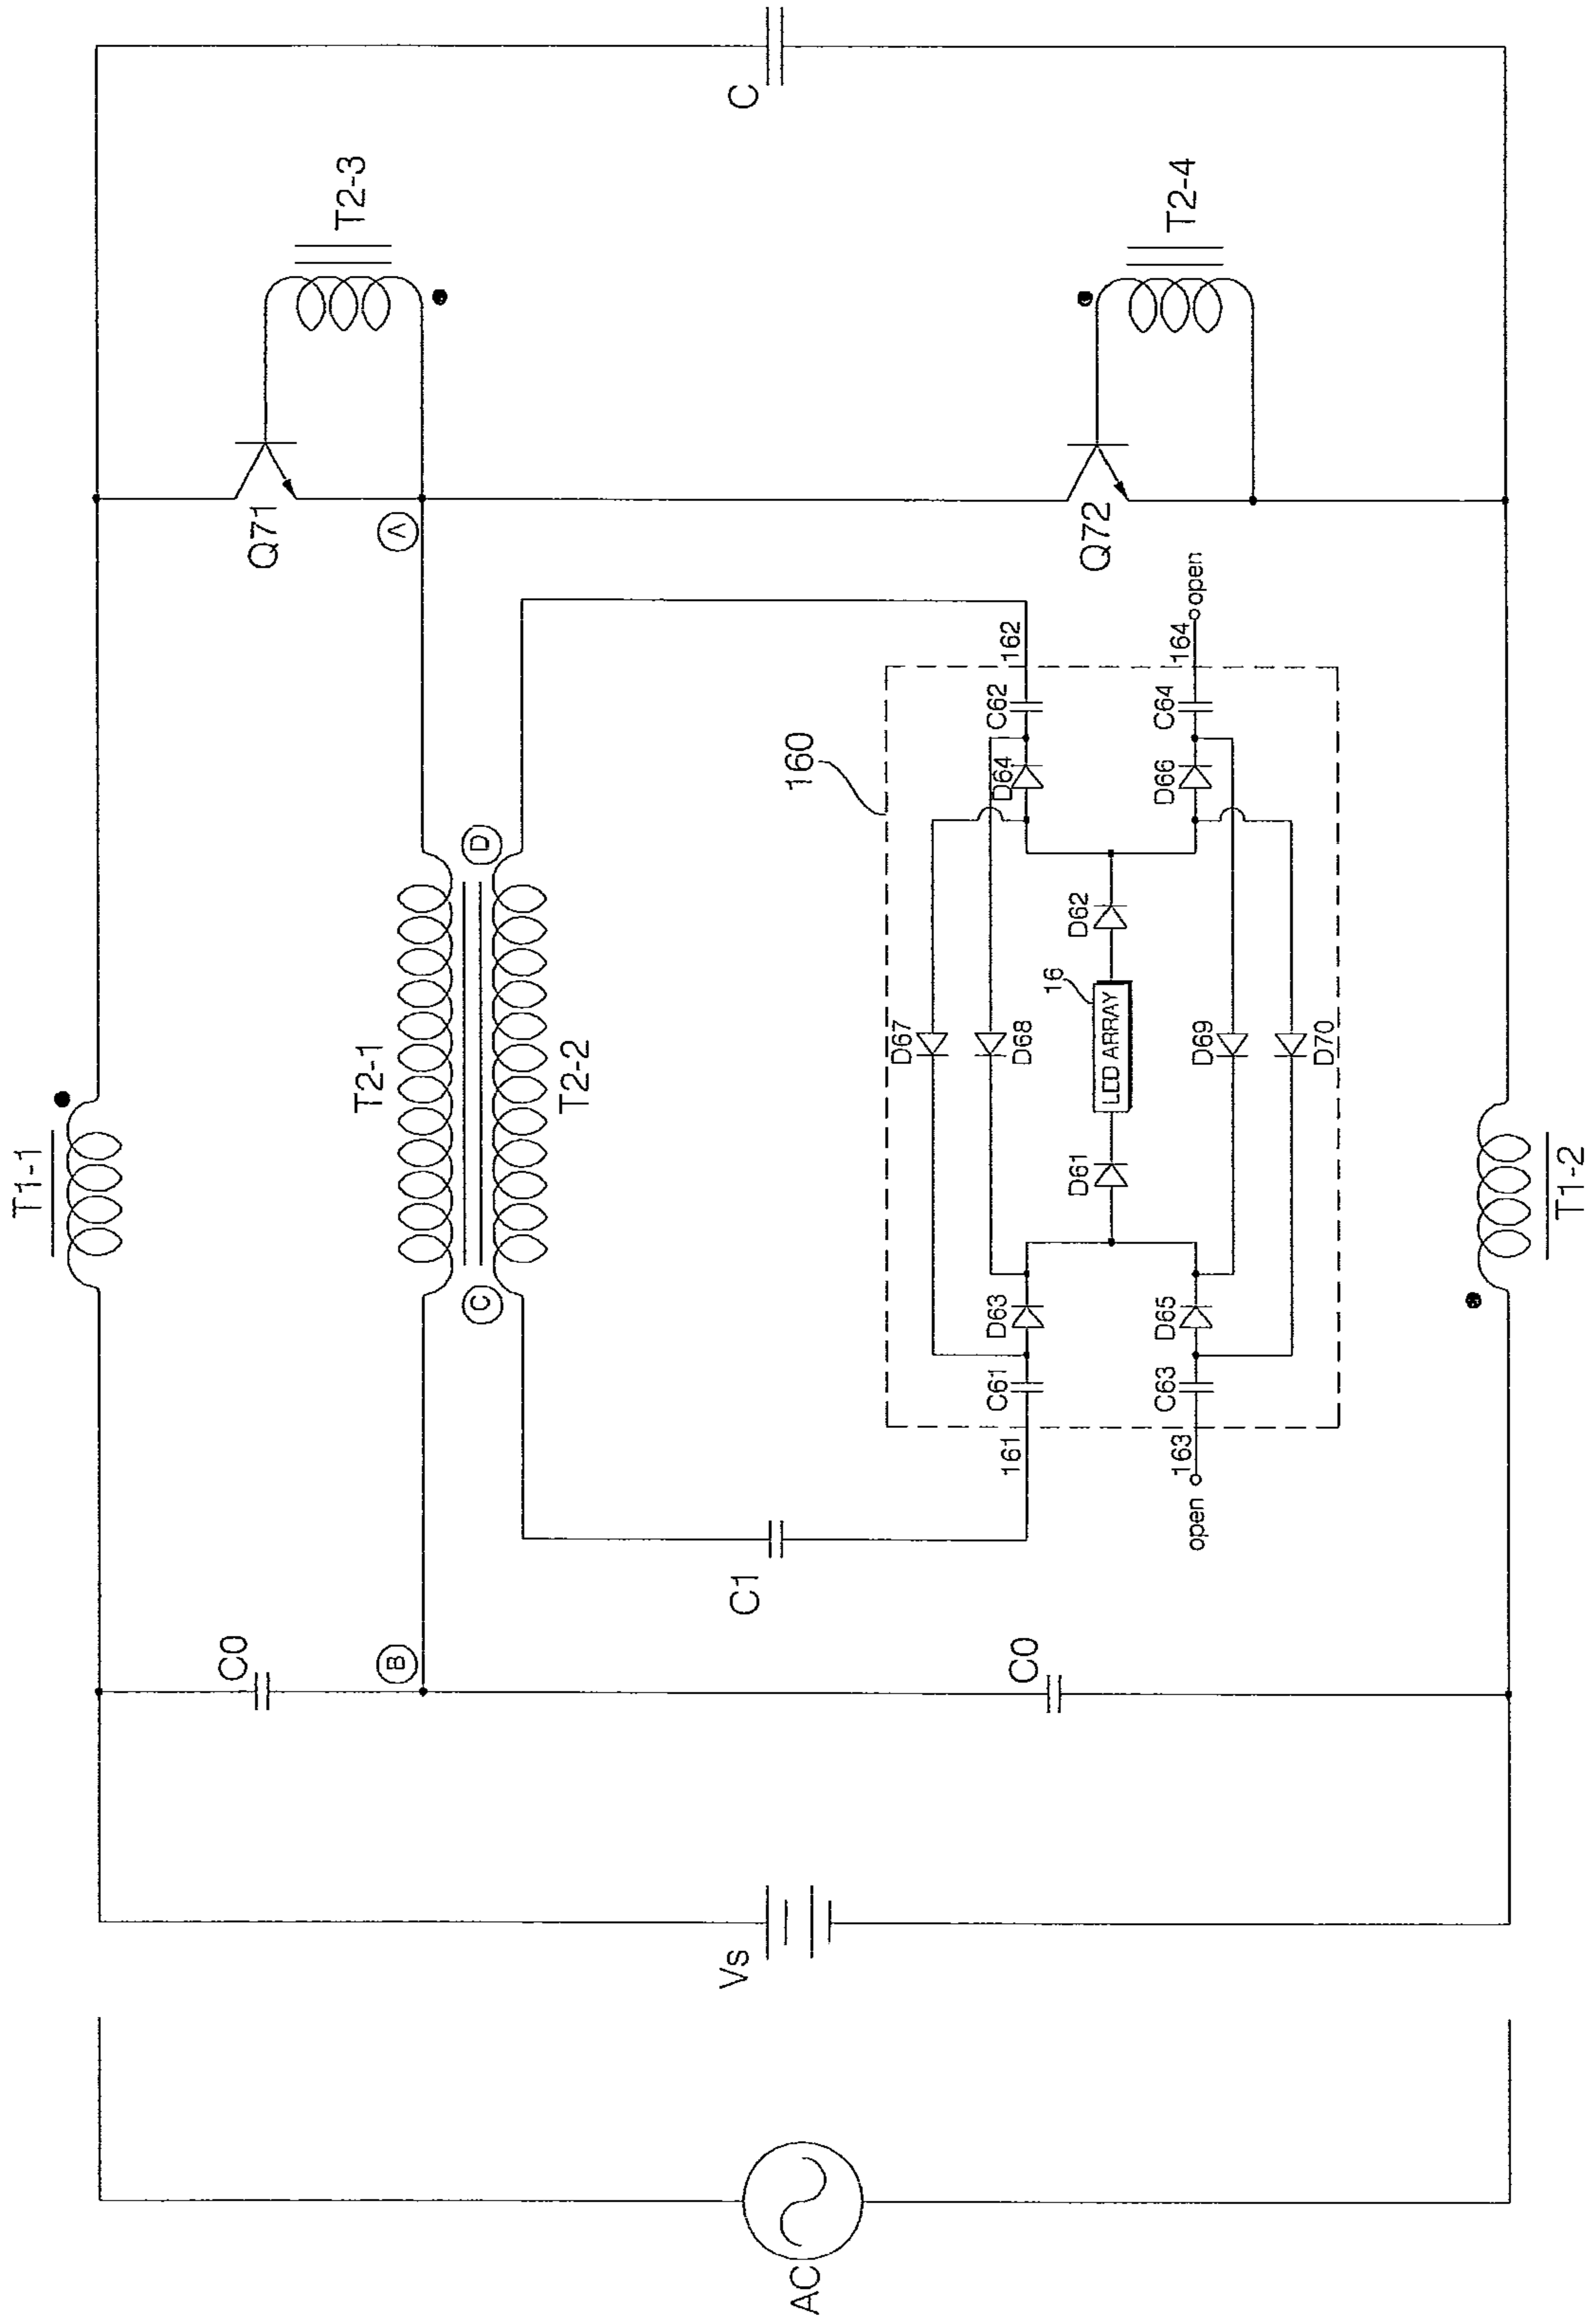 T1-1
C0
Q71
T2-3
T2-1
B
A
C
D
T2-2
Vs
C1
C
AC
160
D67
161
C61
D63
D68
D64
C62
162
C0
16
D61
LED ARRAY
D62
Q72
T2-4
open
163
C63
D65
D69
D66
C64
164
open
D70
T1-2